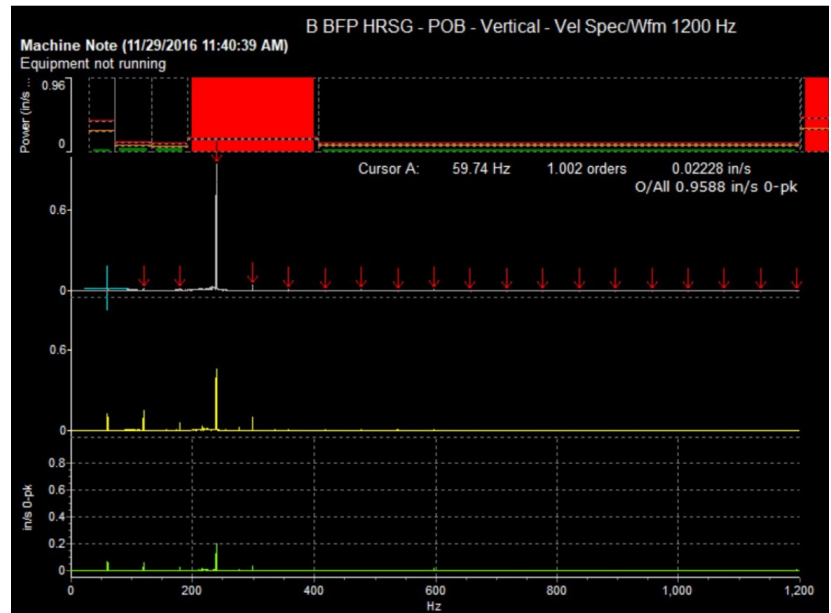 B BFP HRSG - POB - Vertical - Vel Spec/Wfm 1200 Hz
Machine Note (11/29/2016 11:40:39 AM)
Equipment not running
Power (in/s ...
0.96
0
Cursor A: 59.74 Hz 1.002 orders 0.02228 in/s
O/All 0.9588 in/s 0-pk
0.6
0
0.6
0
in/s 0-pk
0.8
0.6
0.4
0.2
0
0 200 400 600 800 1,000 1,200
Hz